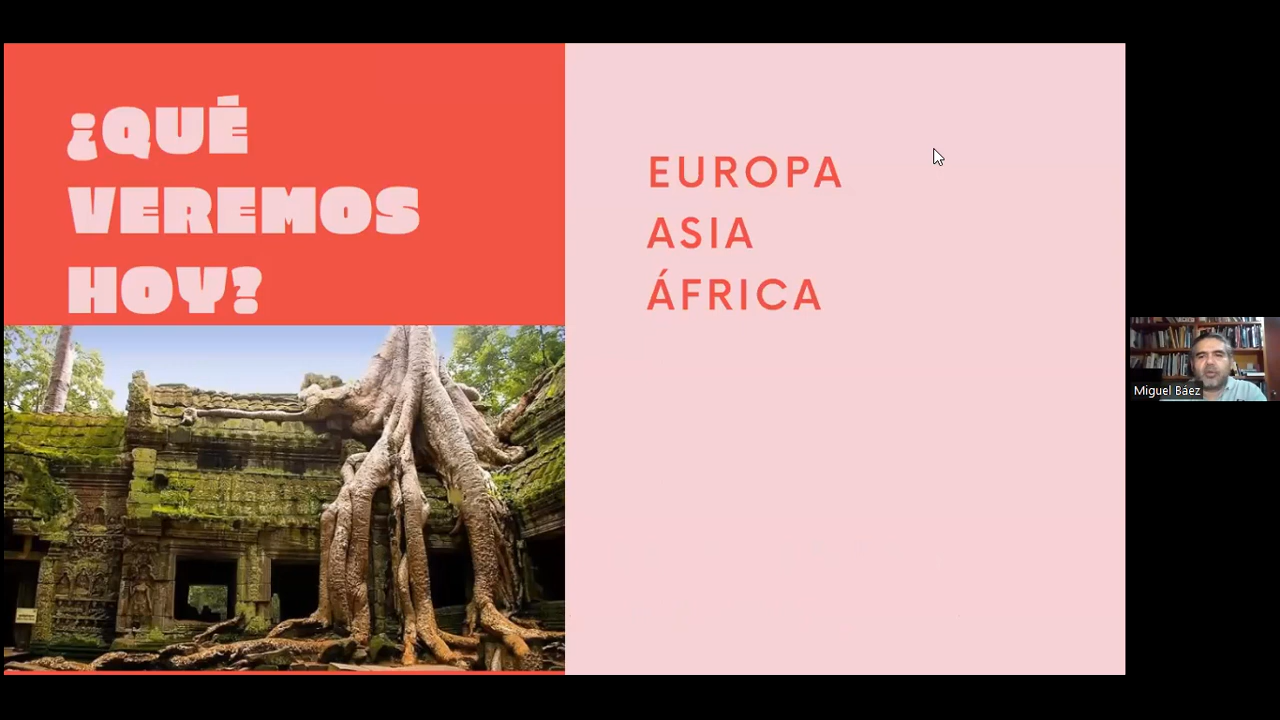 ¿QUÉ
VEREMOS
HOY?
EUROPA
ASIA
ÁFRICA
Miguel Báez